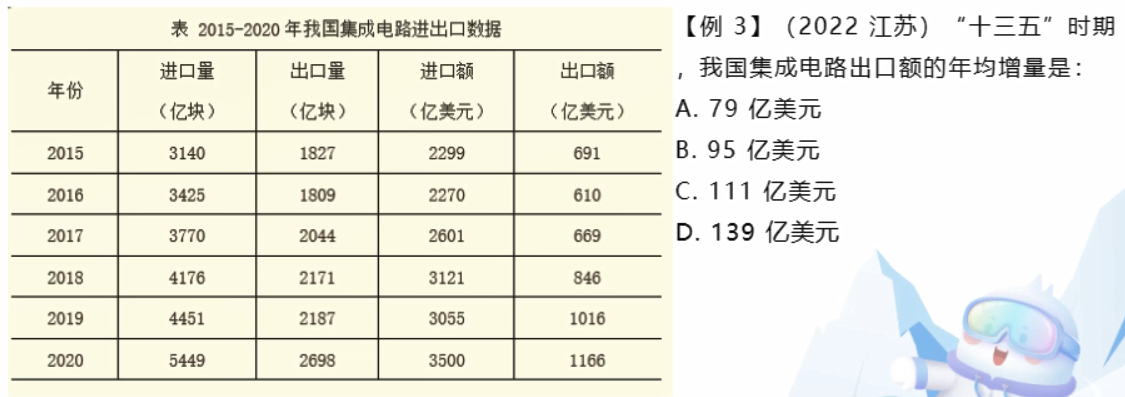 表 2015-2020 年我国集成电路进出口数据
年份 进口量（亿块） 出口量（亿块） 进口额（亿美元） 出口额（亿美元）
2015 3140 1827 2299 691
2016 3425 1809 2270 610
2017 3770 2044 2601 669
2018 4176 2171 3121 846
2019 4451 2187 3055 1016
2020 5449 2698 3500 1166
【例 3】（2022 江苏）“十三五”时期
，我国集成电路出口额的年均增量是：
A. 79 亿美元
B. 95 亿美元
C. 111 亿美元
D. 139 亿美元